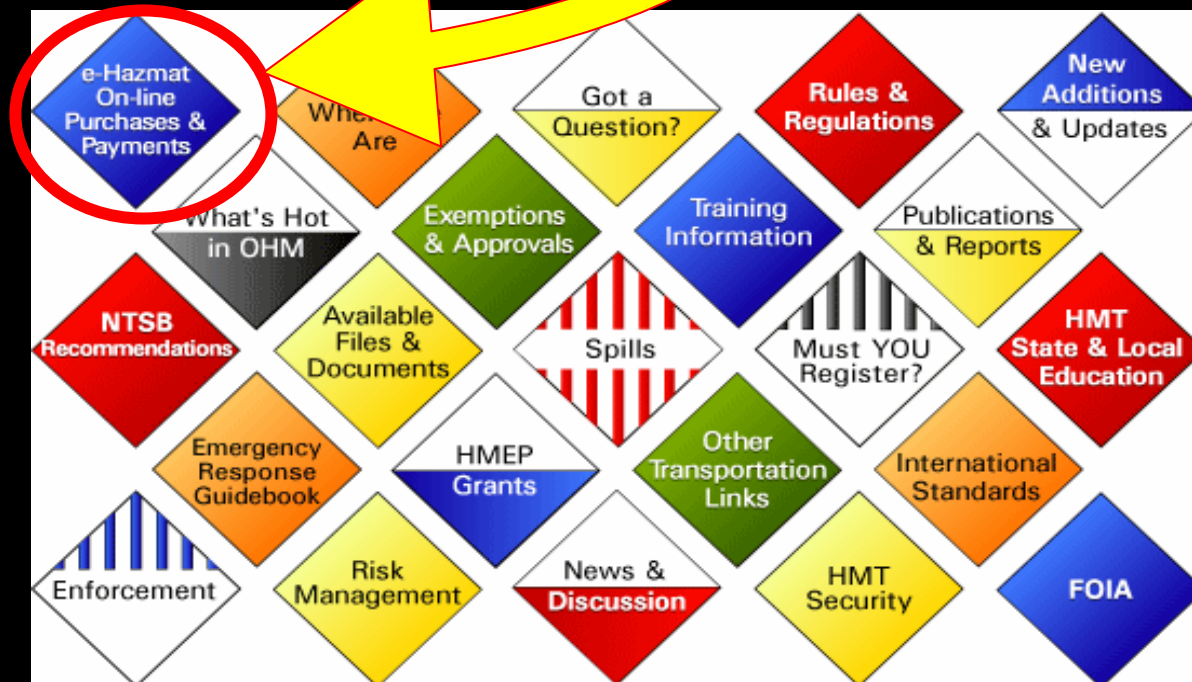 e-Hazmat
On-line
Purchases &
Payments
Are
Got a
Question?
Rules &
Regulations
New
Additions
& Updates
What's Hot
in OHM
Exemptions
& Approvals
Training
Information
Publications
& Reports
NTSB
Recommendations
Available
Files &
Documents
Spills
Must YOU
Register?
HMT
State & Local
Education
Emergency
Response
Guidebook
HMEP
Grants
Other
Transportation
Links
International
Standards
Enforcement
Risk
Management
News &
Discussion
HMT
Security
FOIA